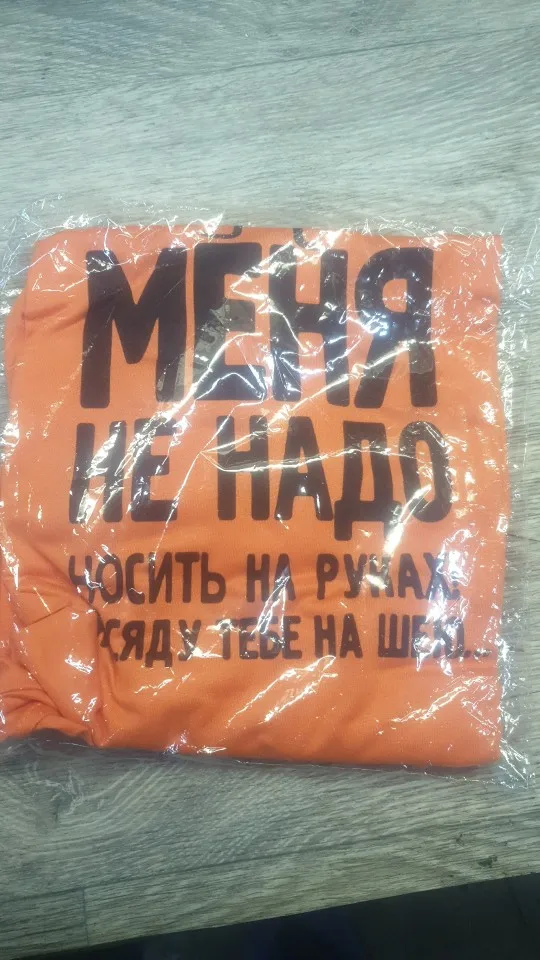 МЕНЯ
НЕ НАДО
НОСИТЬ НА РУКАХ.
СЯДУ ТЕБЕ НА ШЕЮ...